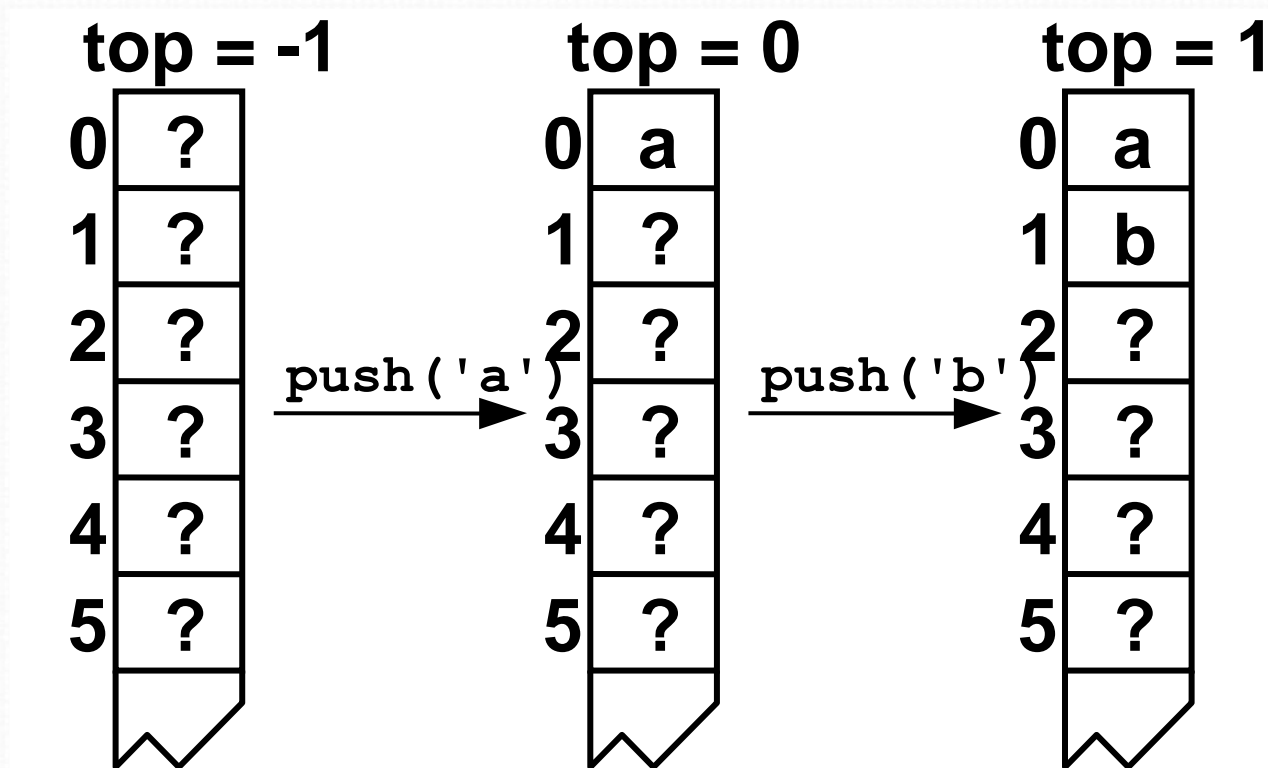 top = -1
top = 0
top = 1
0 ?
0 a
0 a
1 ?
1 ?
1 b
2 ?
2 ?
2 ?
push('a')
push('b')
3 ?
3 ?
3 ?
4 ?
4 ?
4 ?
5 ?
5 ?
5 ?